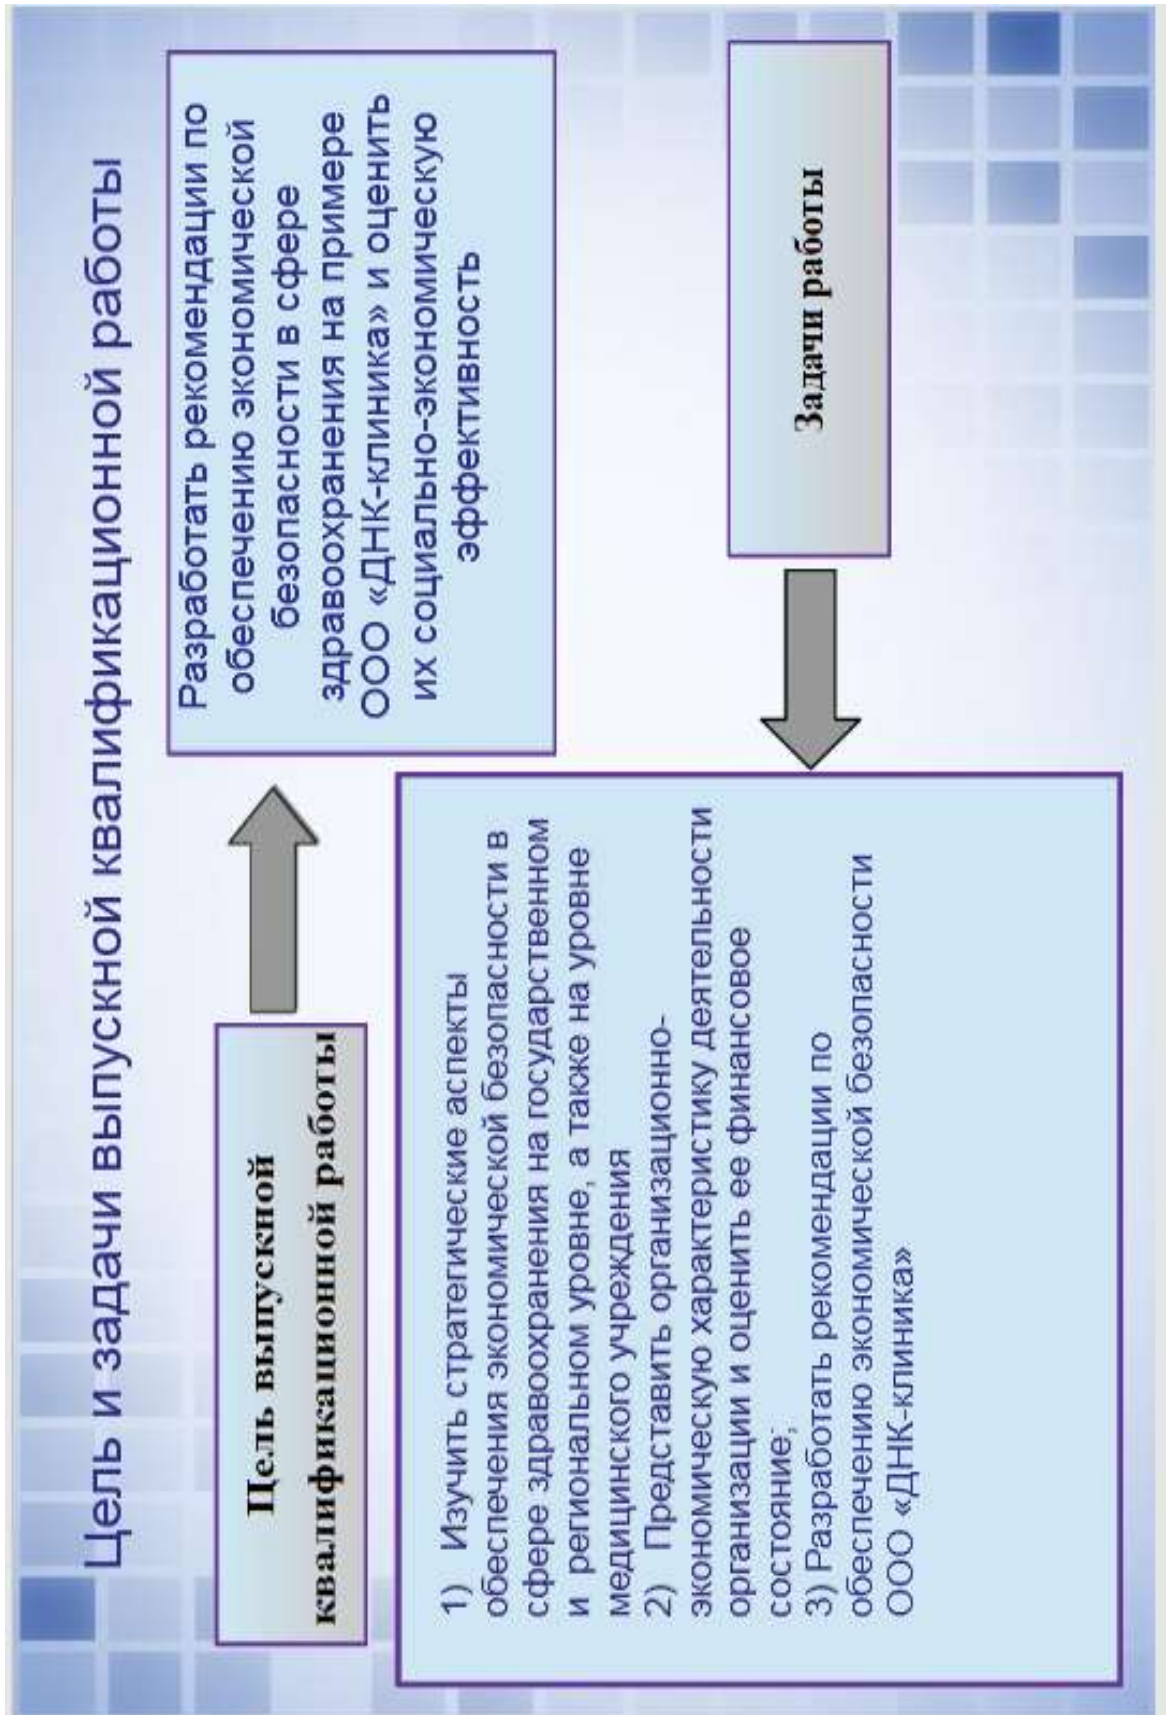 Цель и задачи выпускной квалификационной работы
Цель выпускной
квалификационной работы
Разработать рекомендации по
обеспечению экономической
безопасности в сфере
здравоохранения на примере
ООО «ДНК-клиника» и оценить
их социально-экономическую
эффективность
1) Изучить стратегические аспекты
обеспечения экономической безопасности в
сфере здравоохранения на государственном
и региональном уровне, а также на уровне
медицинского учреждения
2) Представить организационно-
экономическую характеристику деятельности
организации и оценить ее финансовое
состояние;
3) Разработать рекомендации по
обеспечению экономической безопасности
ООО «ДНК-клиника»
Задачи работы